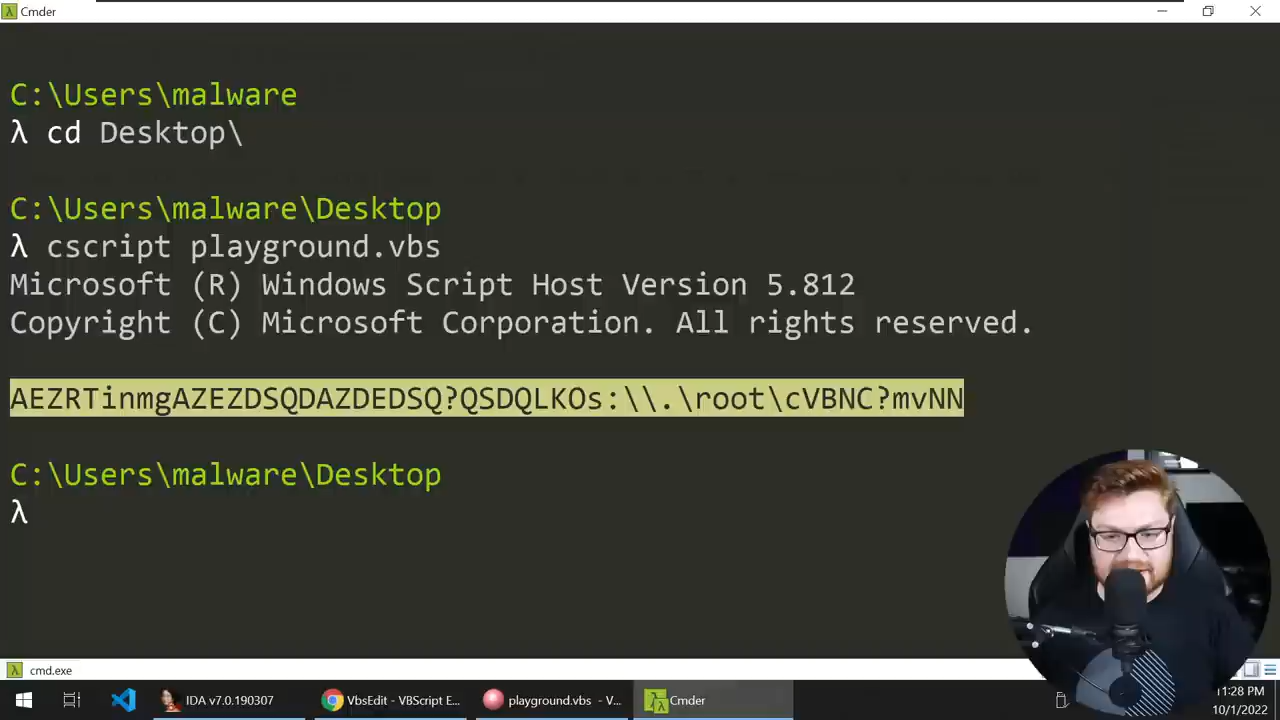 Cmder
C:\Users\malware
λ cd Desktop\
C:\Users\malware\Desktop
λ cscript playground.vbs
Microsoft (R) Windows Script Host Version 5.812
Copyright (C) Microsoft Corporation. All rights reserved.
AEZRTinmgAZEZDSQDAZDEDSQ?QSDQLKOs:\\.\root\cVBNC?mvNN
C:\Users\malware\Desktop
λ
cmd.exe
IDA v7.0.190307
VbsEdit - VBScript E...
playground.vbs - V...
Cmder
11:28 PM
10/1/2022